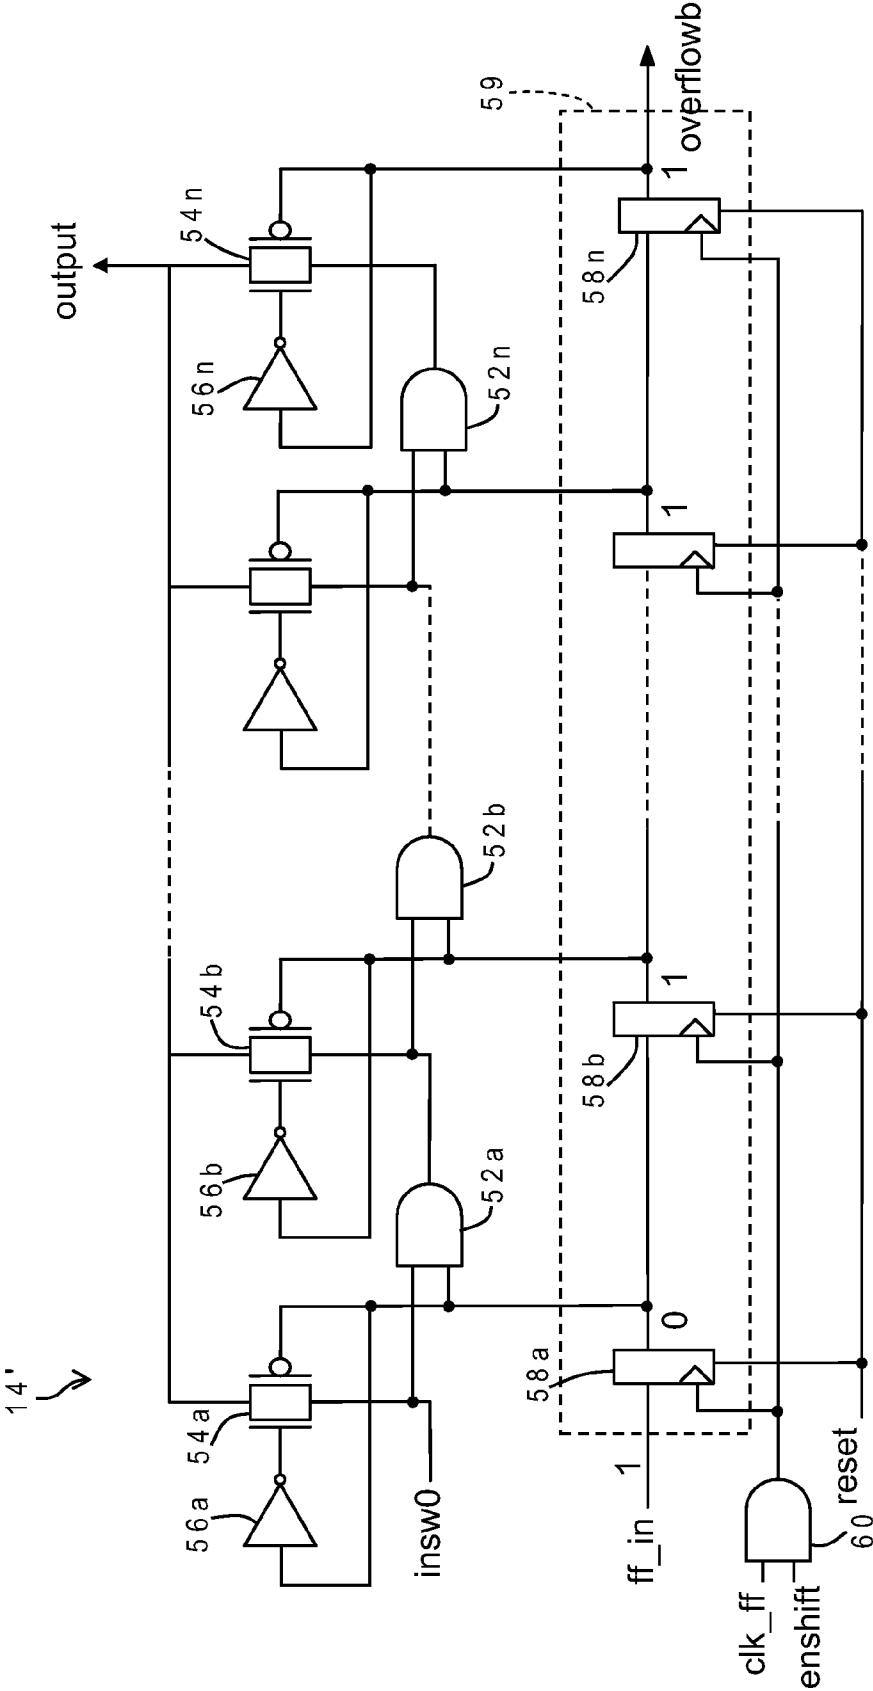 14'
output
56a
54a
56b
54b
56n
54n
insw0
52a
52b
52n
59
ff_in
1
58a
0
58b
1
1
58n
1
overflowb
clk_ff
enshift
60
reset